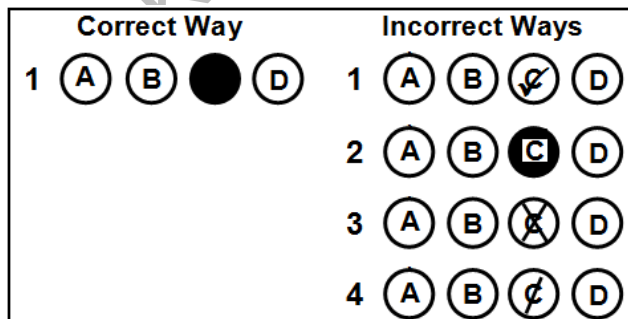 Correct Way
1 A B D
Incorrect Ways
1 A B C D
2 A B C D
3 A B C D
4 A B C D